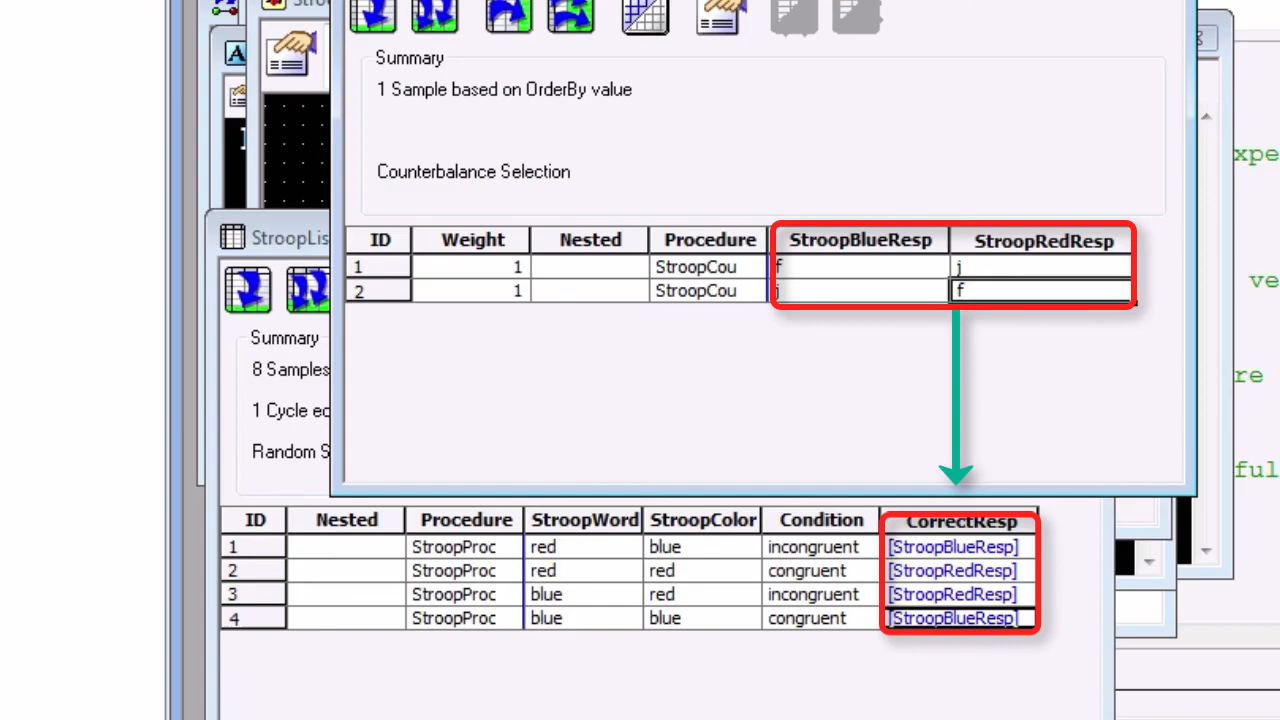 Stroo
A
Summary
1 Sample based on OrderBy value
xpe
Counterbalance Selection
StroopLis
ID Weight Nested Procedure StroopBlueResp StroopRedResp
1 1 StroopCou f j
2 1 StroopCou j f
ve
Summary
8 Samples
re
1 Cycle eq
Random S
ful
ID Nested Procedure StroopWord StroopColor Condition CorrectResp
1 StroopProc red blue incongruent [StroopBlueResp]
2 StroopProc red red congruent [StroopRedResp]
3 StroopProc blue red incongruent [StroopRedResp]
4 StroopProc blue blue congruent [StroopBlueResp]